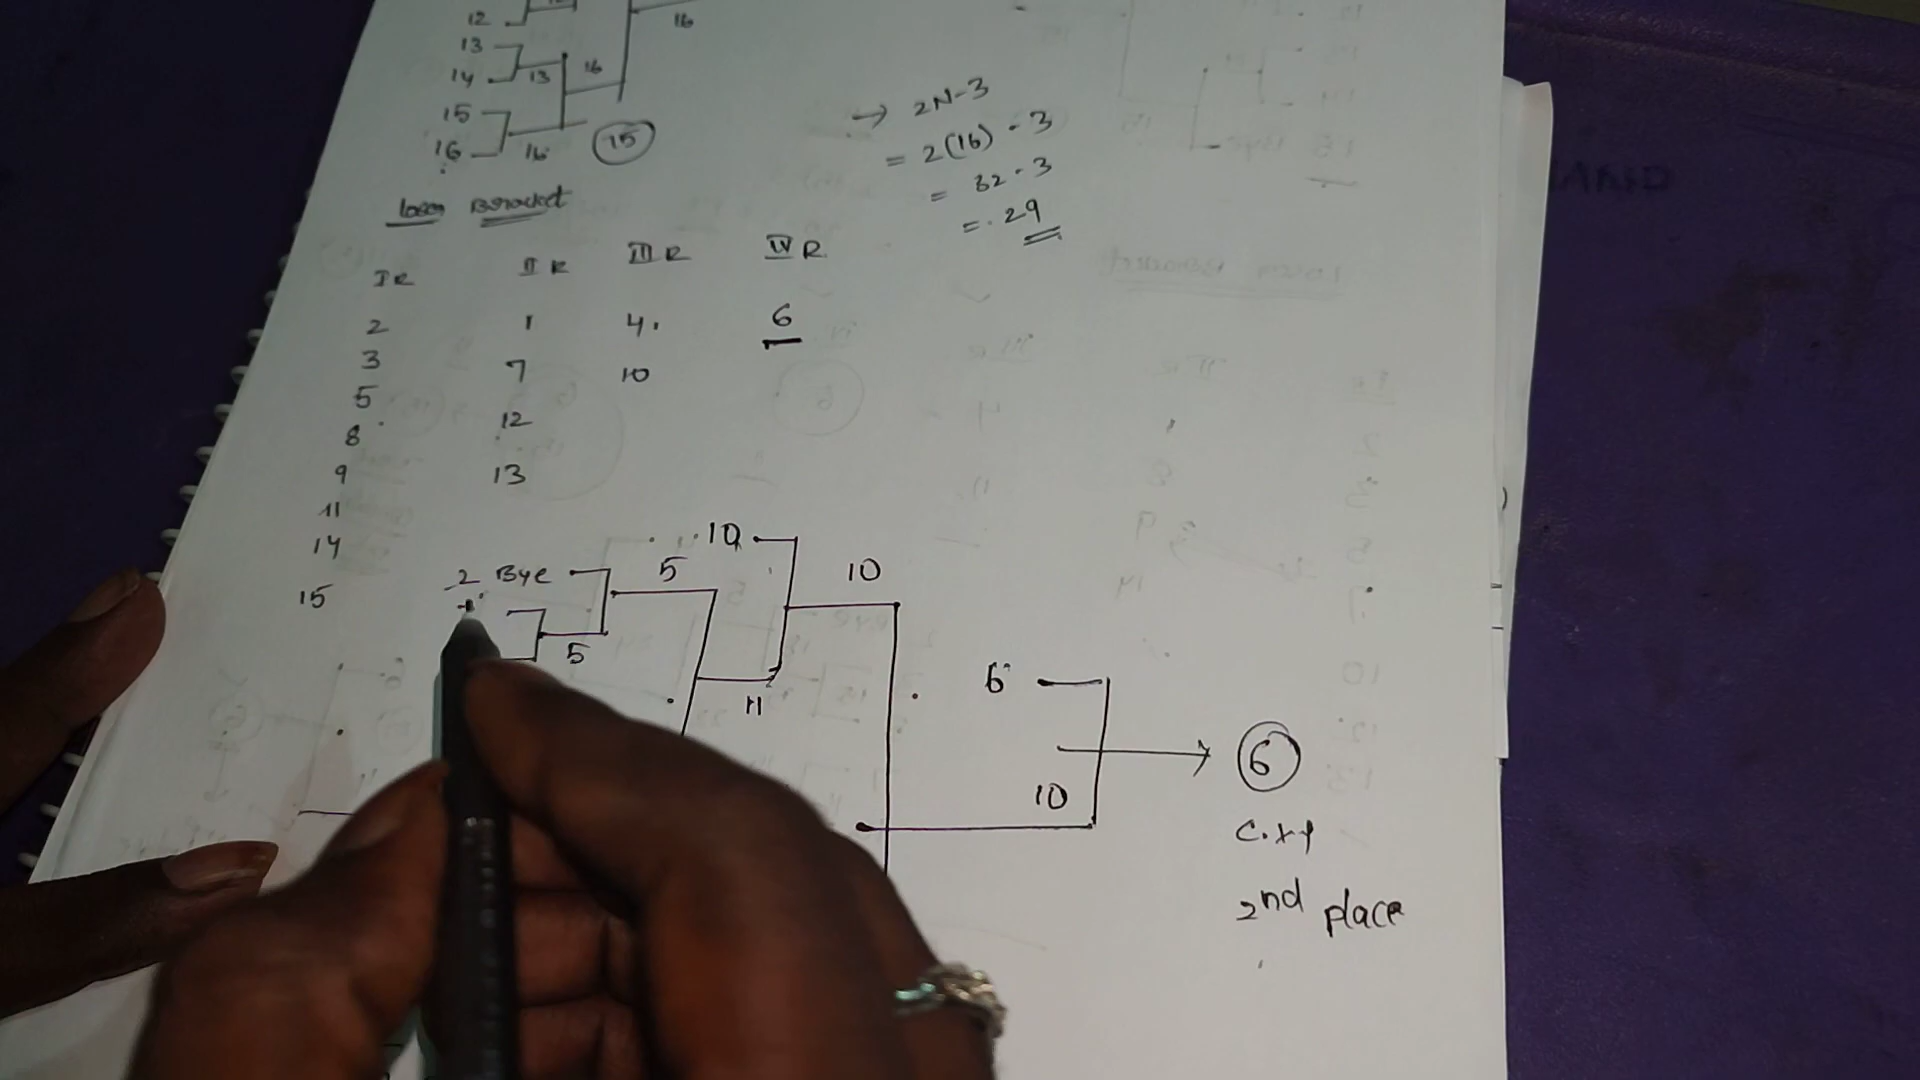 12
13
14
13
16
16
15
16
16
15
→ 2N-3
= 2(16) - 3
= 32 - 3
= 29
Bracket
I R II R III R IV R
2 1 4 6
3 7 10
5 12
8 13
9
11
14
15
2 Bye
5
5
10
11
10
6
10
6
2nd place